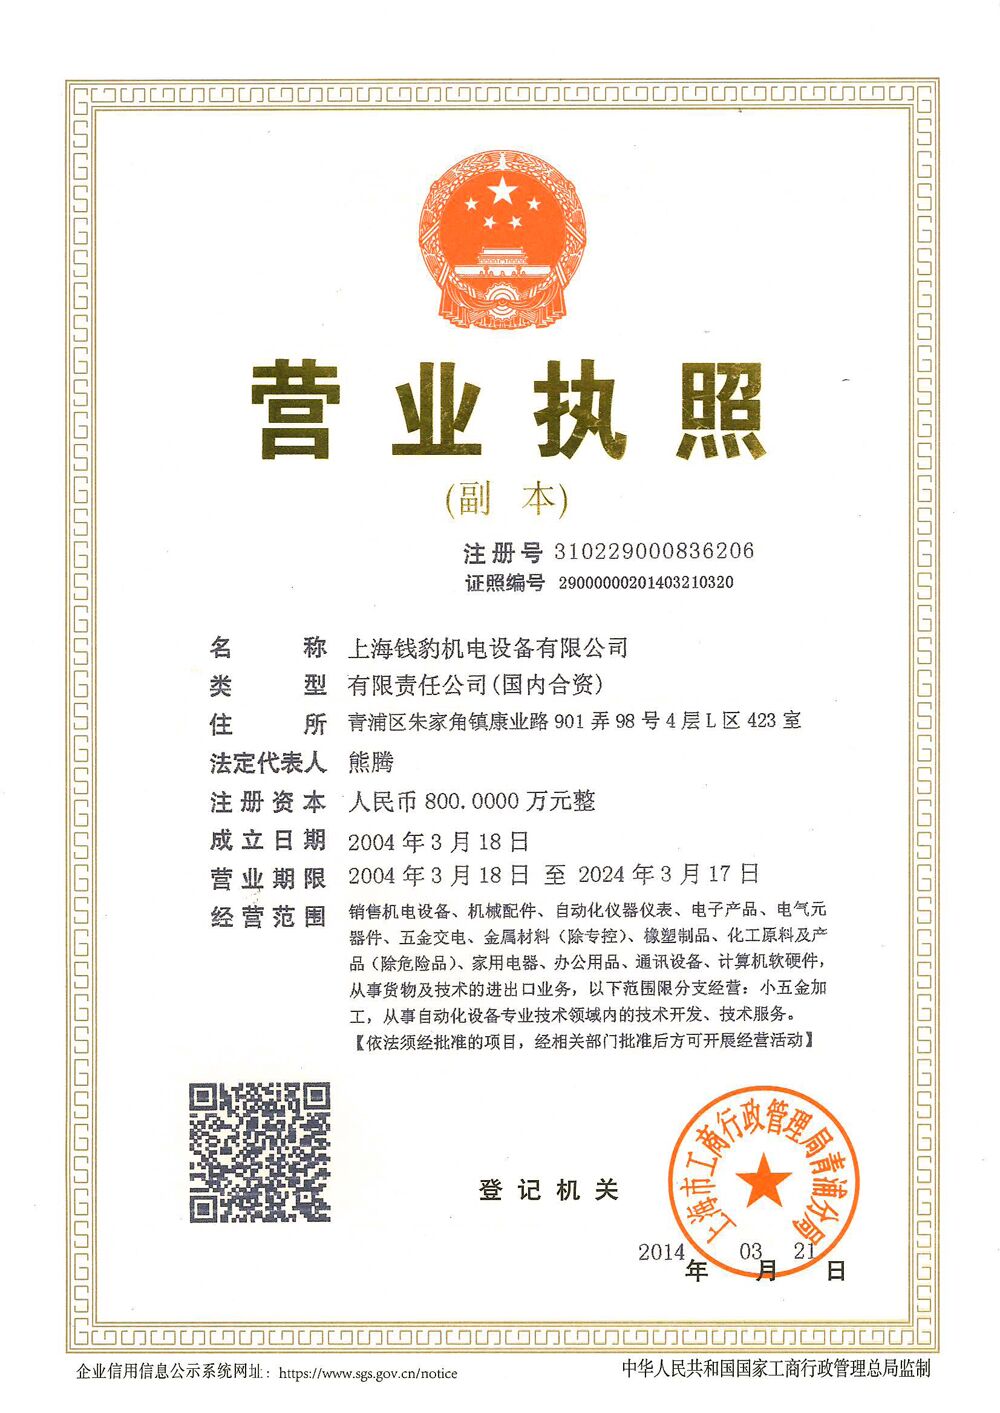 营业执照
(副 本)
注册号 310229000836206
证照编号 29000000201403210320
名称 上海钱豹机电设备有限公司
类型 有限责任公司(国内合资)
住所 青浦区朱家角镇康业路901弄98号4层L区423室
法定代表人 熊腾
注册资本 人民币800.0000万元整
成立日期 2004年3月18日
营业期限 2004年3月18日 至 2024年3月17日
经营范围 销售机电设备、机械配件、自动化仪器仪表、电子产品、电气元
器件、五金交电、金属材料（除专控）、橡塑制品、化工原料及产
品（除危险品）、家用电器、办公用品、通讯设备、计算机软硬件，
从事货物及技术的进出口业务，以下范围限分支经营：小五金加
工，从事自动化设备专业技术领域内的技术开发、技术服务。
【依法须经批准的项目，经相关部门批准后方可开展经营活动】
登记机关
上海市工商行政管理局青浦分局
2014年03月21日
企业信用信息公示系统网址：https://www.sgs.gov.cn/notice
中华人民共和国国家工商行政管理总局监制